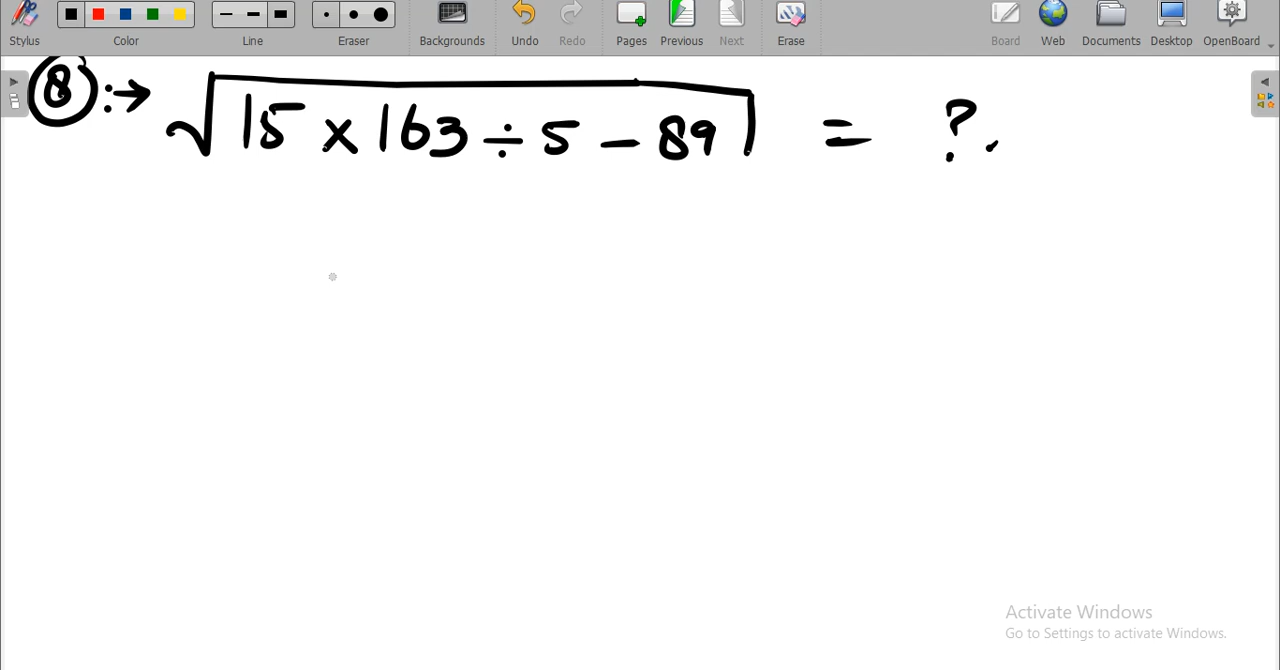 Stylus Color Line Eraser Backgrounds Undo Redo Pages Previous Next Erase Board Web Documents Desktop OpenBoard
8 :→ √15 × 163 ÷ 5 − 89 = ?.
Activate Windows
Go to Settings to activate Windows.